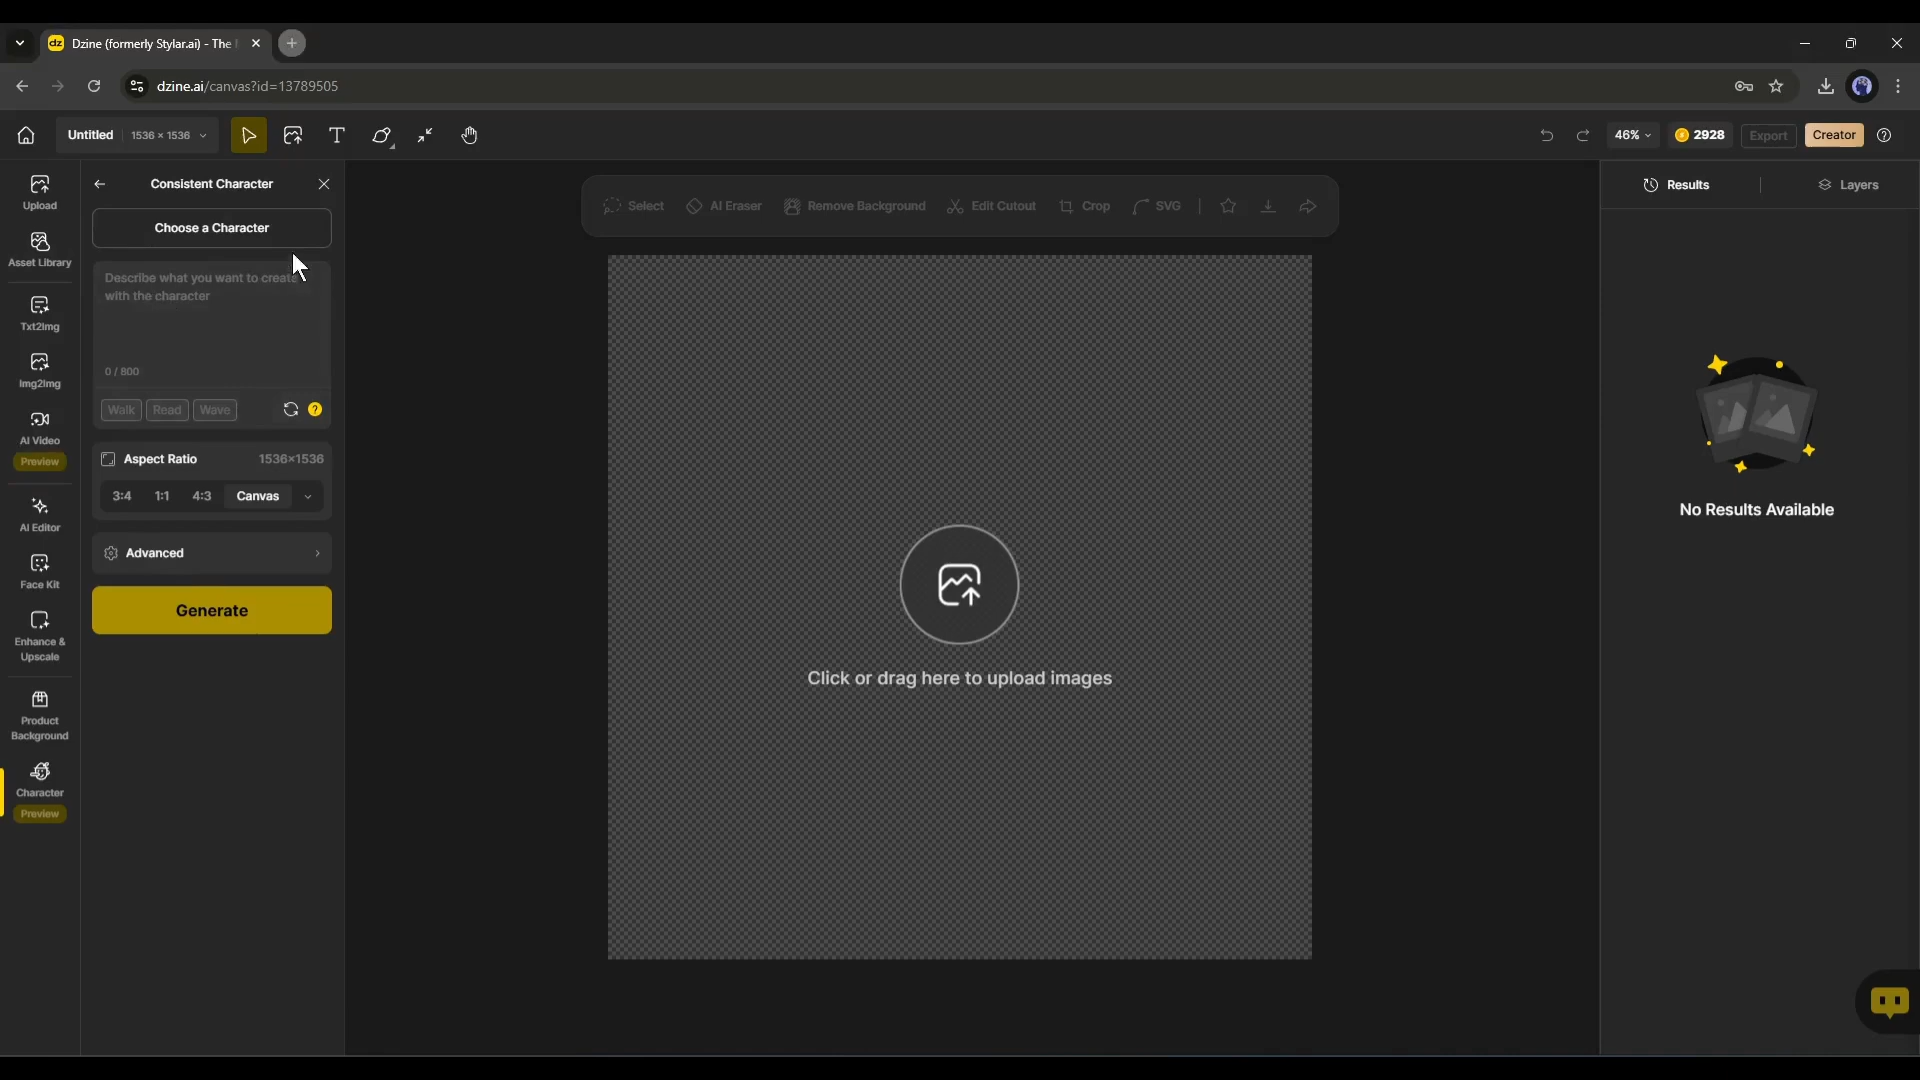 Dzine (formerly Stylar.ai) - The
dzine.ai/canvas?id=13789505
Untitled 1536 × 1536
46%
2928
Export
Creator
Upload
Asset Library
Txt2Img
Img2Img
AI Video
Preview
AI Editor
Face Kit
Enhance &
Upscale
Product
Background
Character
Preview
Consistent Character
Choose a Character
Describe what you want to create
with the character
0 / 800
Walk Read Wave
Aspect Ratio 1536×1536
3:4 1:1 4:3 Canvas
Advanced
Generate
Select AI Eraser Remove Background Edit Cutout Crop SVG
Click or drag here to upload images
Results Layers
No Results Available